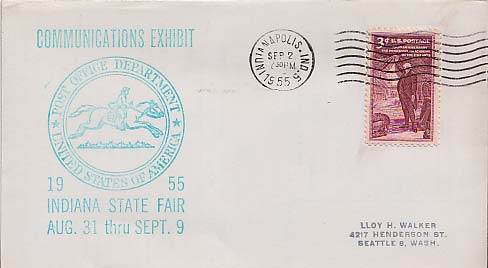 COMMUNICATIONS EXHIBIT
POST OFFICE DEPARTMENT
UNITED STATES OF AMERICA
19 55
INDIANA STATE FAIR
AUG. 31 thru SEPT. 9
INDIANAPOLIS, IND.
SEP 2
1955
3¢ U.S. POSTAGE
LLOY H. WALKER
4217 HENDERSON ST.
SEATTLE 8, WASH.